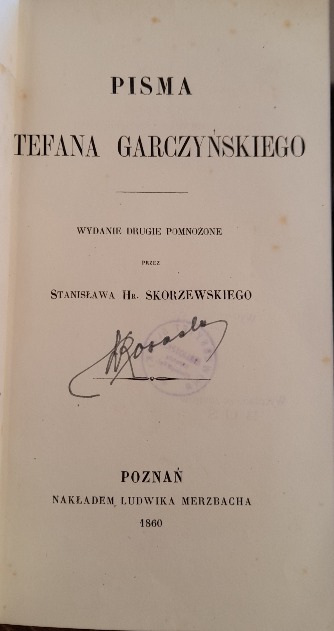 PISMA
TEFANA GARCZYŃSKIEGO
WYDANIE DRUGIE POMNOŻONE
PRZEZ
STANISŁAWA HR. SKORZEWSKIEGO
POZNAŃ
NAKŁADEM LUDWIKA MERZBACHA
1860